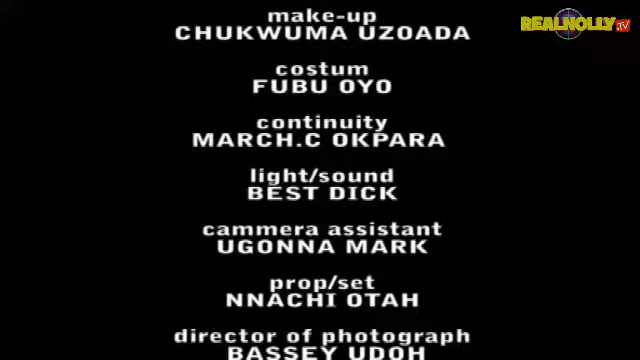 make-up
CHUKWUMA UZOADA
REALNOLLY.TV
costum
FUBU OYO
continuity
MARCH.C OKPARA
light/sound
BEST DICK
cammera assistant
UGONNA MARK
prop/set
NNACHI OTAH
director of photograph
BASSEY UDOH